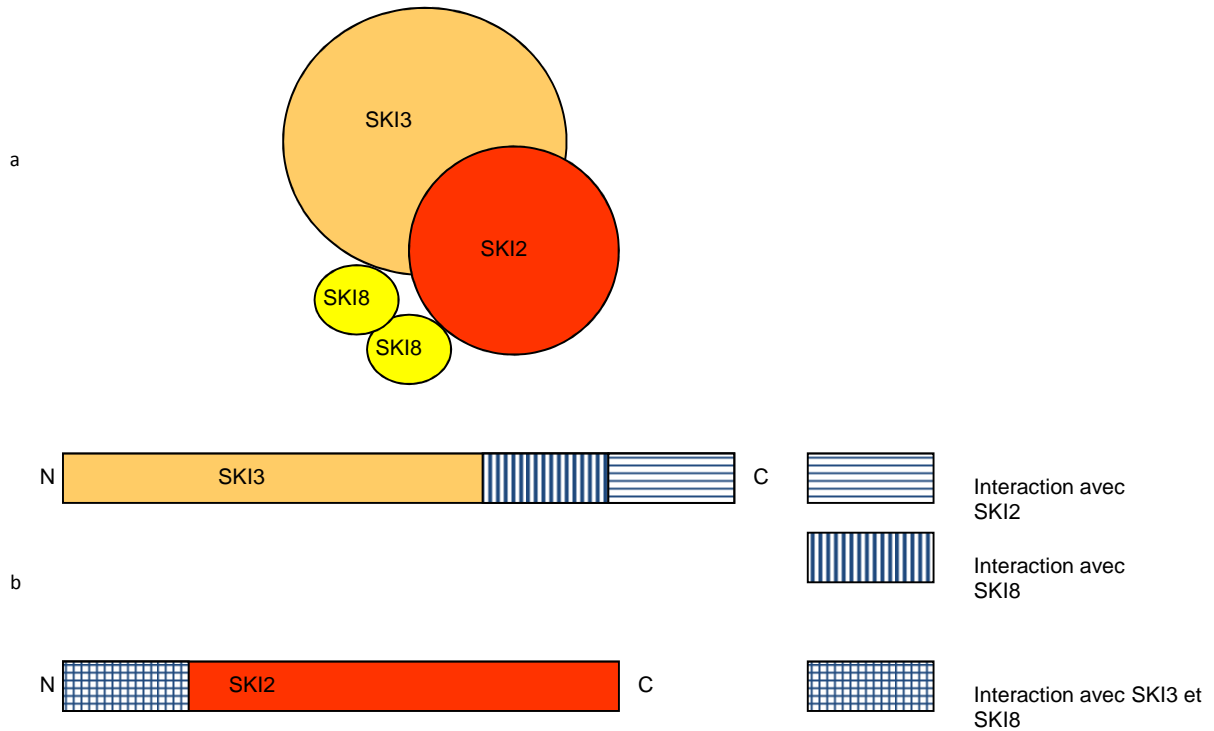 a
SKI3
SKI2
SKI8
SKI8
N
SKI3
C
Interaction avec
SKI2
Interaction avec
SKI8
b
N
SKI2
C
Interaction avec SKI3 et
SKI8